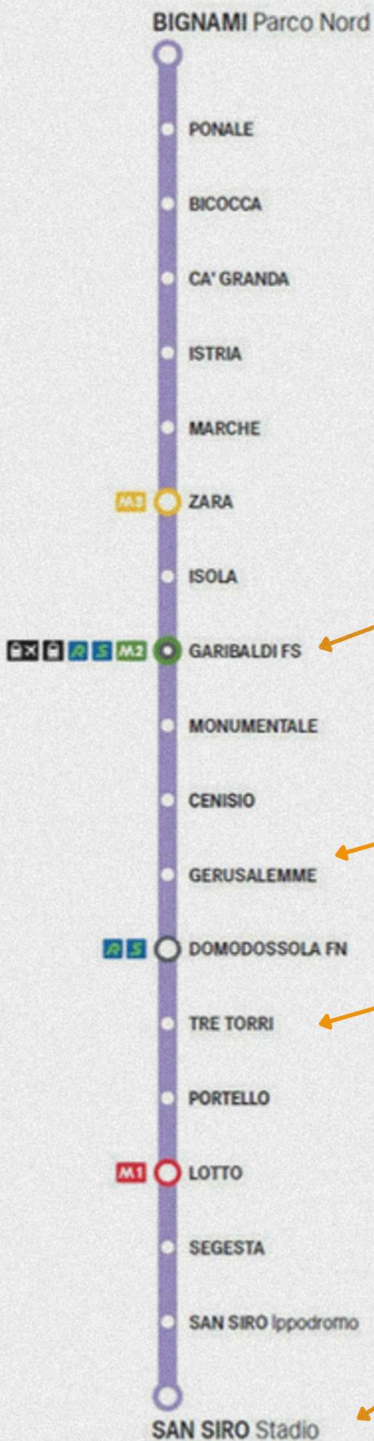 BIGNAMI Parco Nord
PONALE
BICOCCA
CA' GRANDA
ISTRIA
MARCHE
M3 ZARA
ISOLA
R S M2 GARIBALDI FS
MONUMENTALE
CENISIO
GERUSALEMME
R S DOMODOSSOLA FN
TRE TORRI
PORTELLO
M1 LOTTO
SEGESTA
SAN SIRO Ippodromo
SAN SIRO Stadio